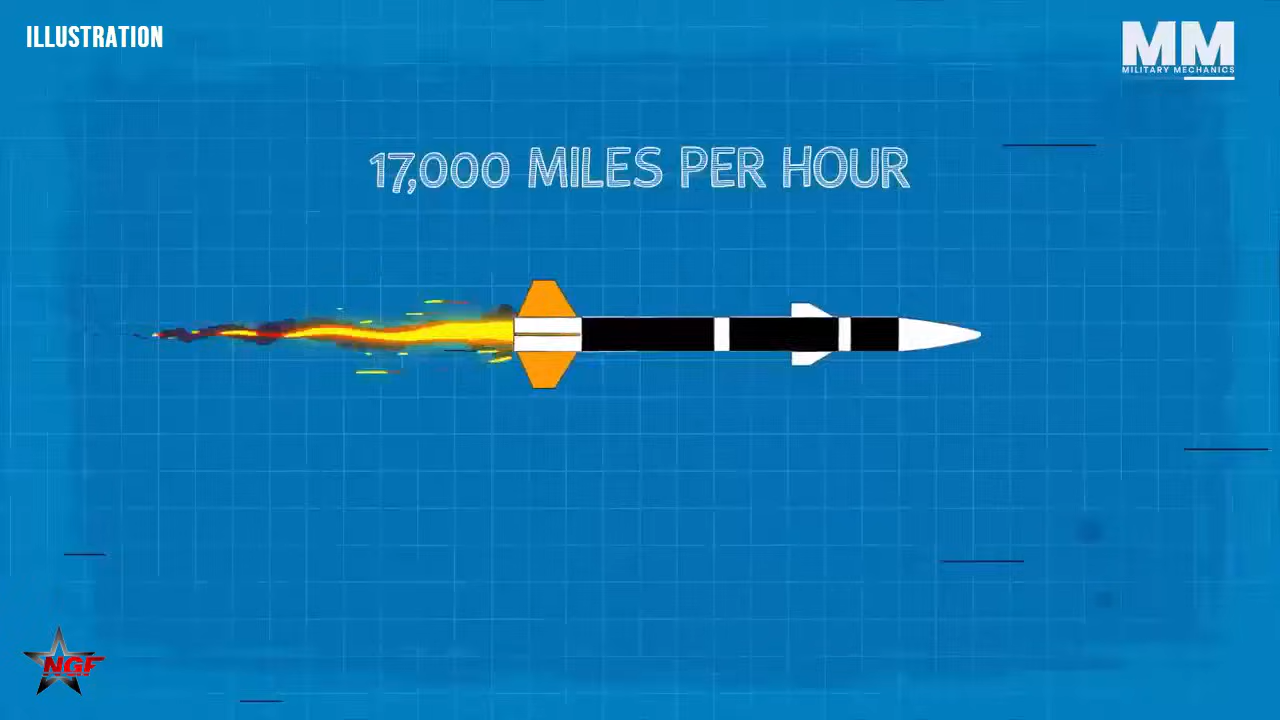 ILLUSTRATION
MM
MILITARY MECHANICS
17,000 MILES PER HOUR
NGF